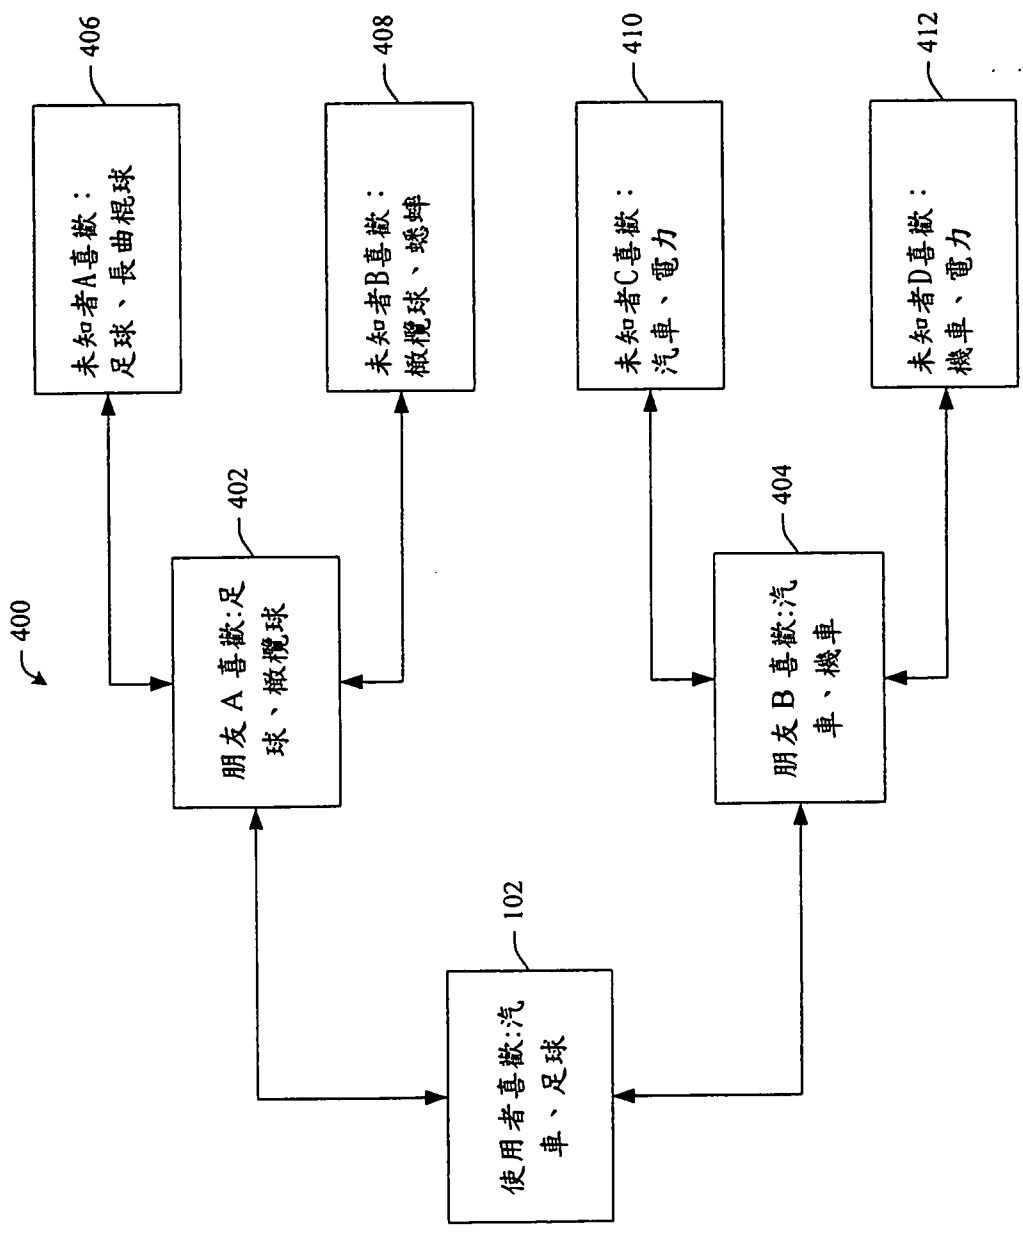 400
406
未知者A喜歡：
足球、長曲棍球
408
未知者B喜歡：
橄欖球、蟋蟀
410
未知者C喜歡：
汽車、電力
412
未知者D喜歡：
機車、電力
402
朋友 A 喜歡:足
球、橄欖球
404
朋友 B 喜歡:汽
車、機車
102
使用者喜歡:汽
車、足球